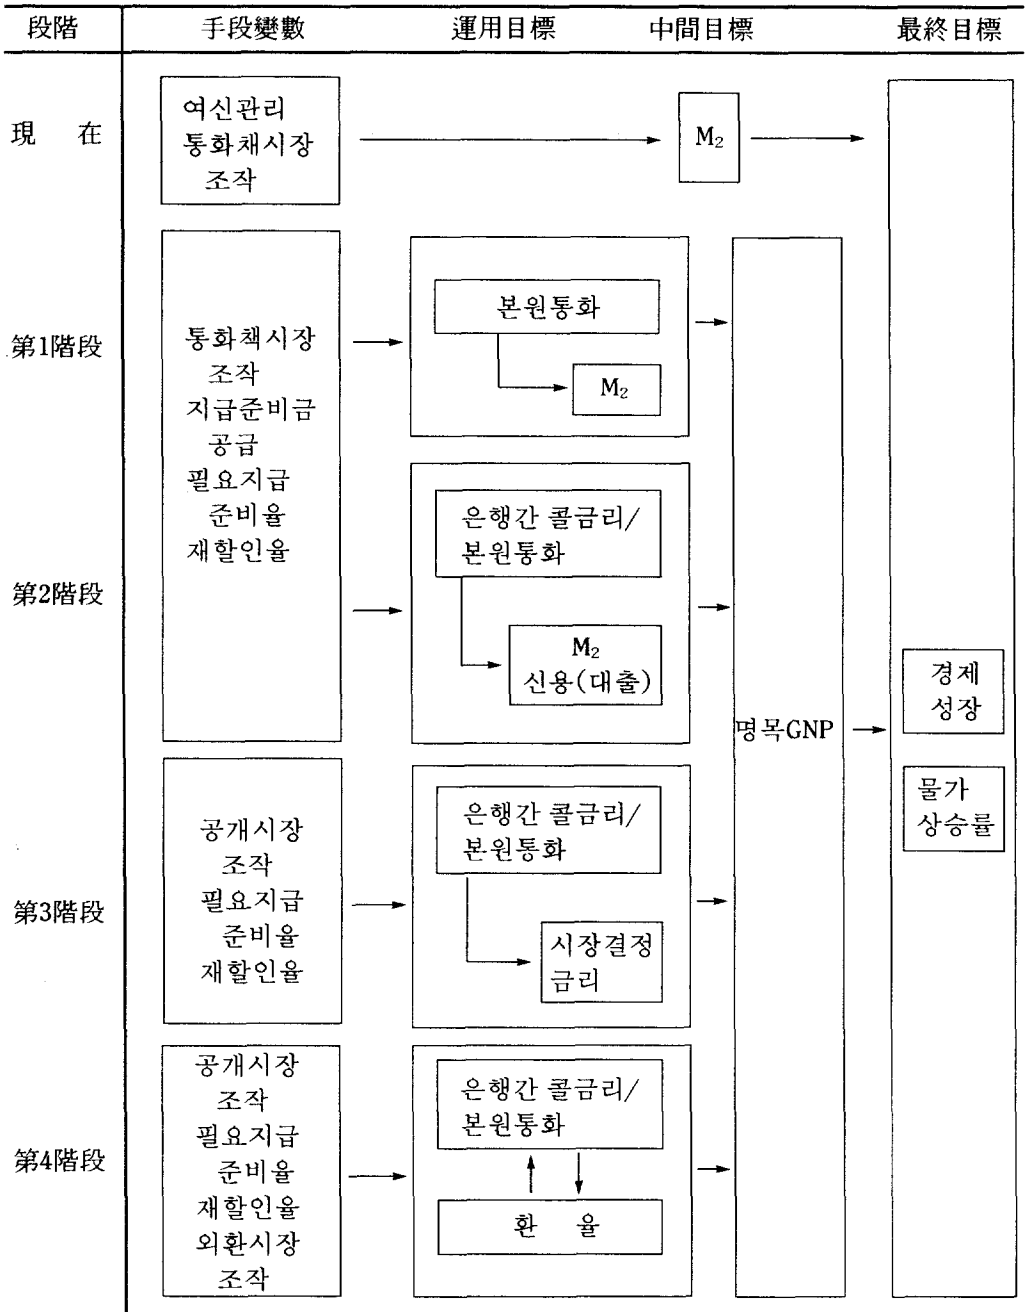 段階 手段變數 運用目標 中間目標 最終目標
現 在
여신관리
통화채시장
조작
M₂
第1階段
통화책시장
조작
지급준비금
공급
필요지급
준비율
재할인율
본원통화
M₂
第2階段
은행간 콜금리/
본원통화
M₂
신용(대출)
第3階段
공개시장
조작
필요지급
준비율
재할인율
은행간 콜금리/
본원통화
시장결정
금리
第4階段
공개시장
조작
필요지급
준비율
재할인율
외환시장
조작
은행간 콜금리/
본원통화
환 율
명목GNP
경제
성장
물가
상승률